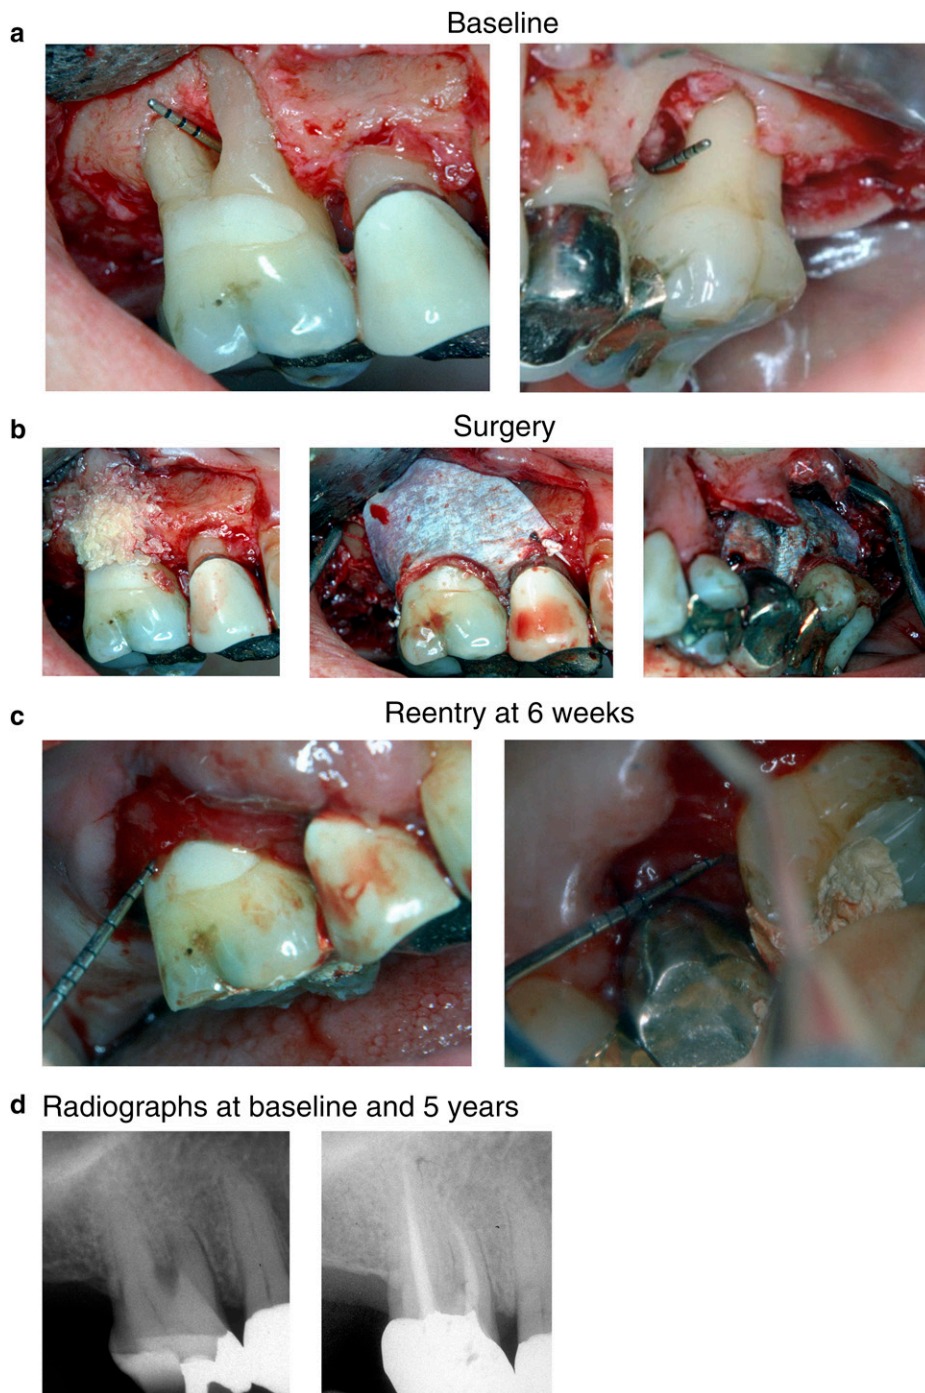 a
Baseline
b
Surgery
c
Reentry at 6 weeks
d Radiographs at baseline and 5 years